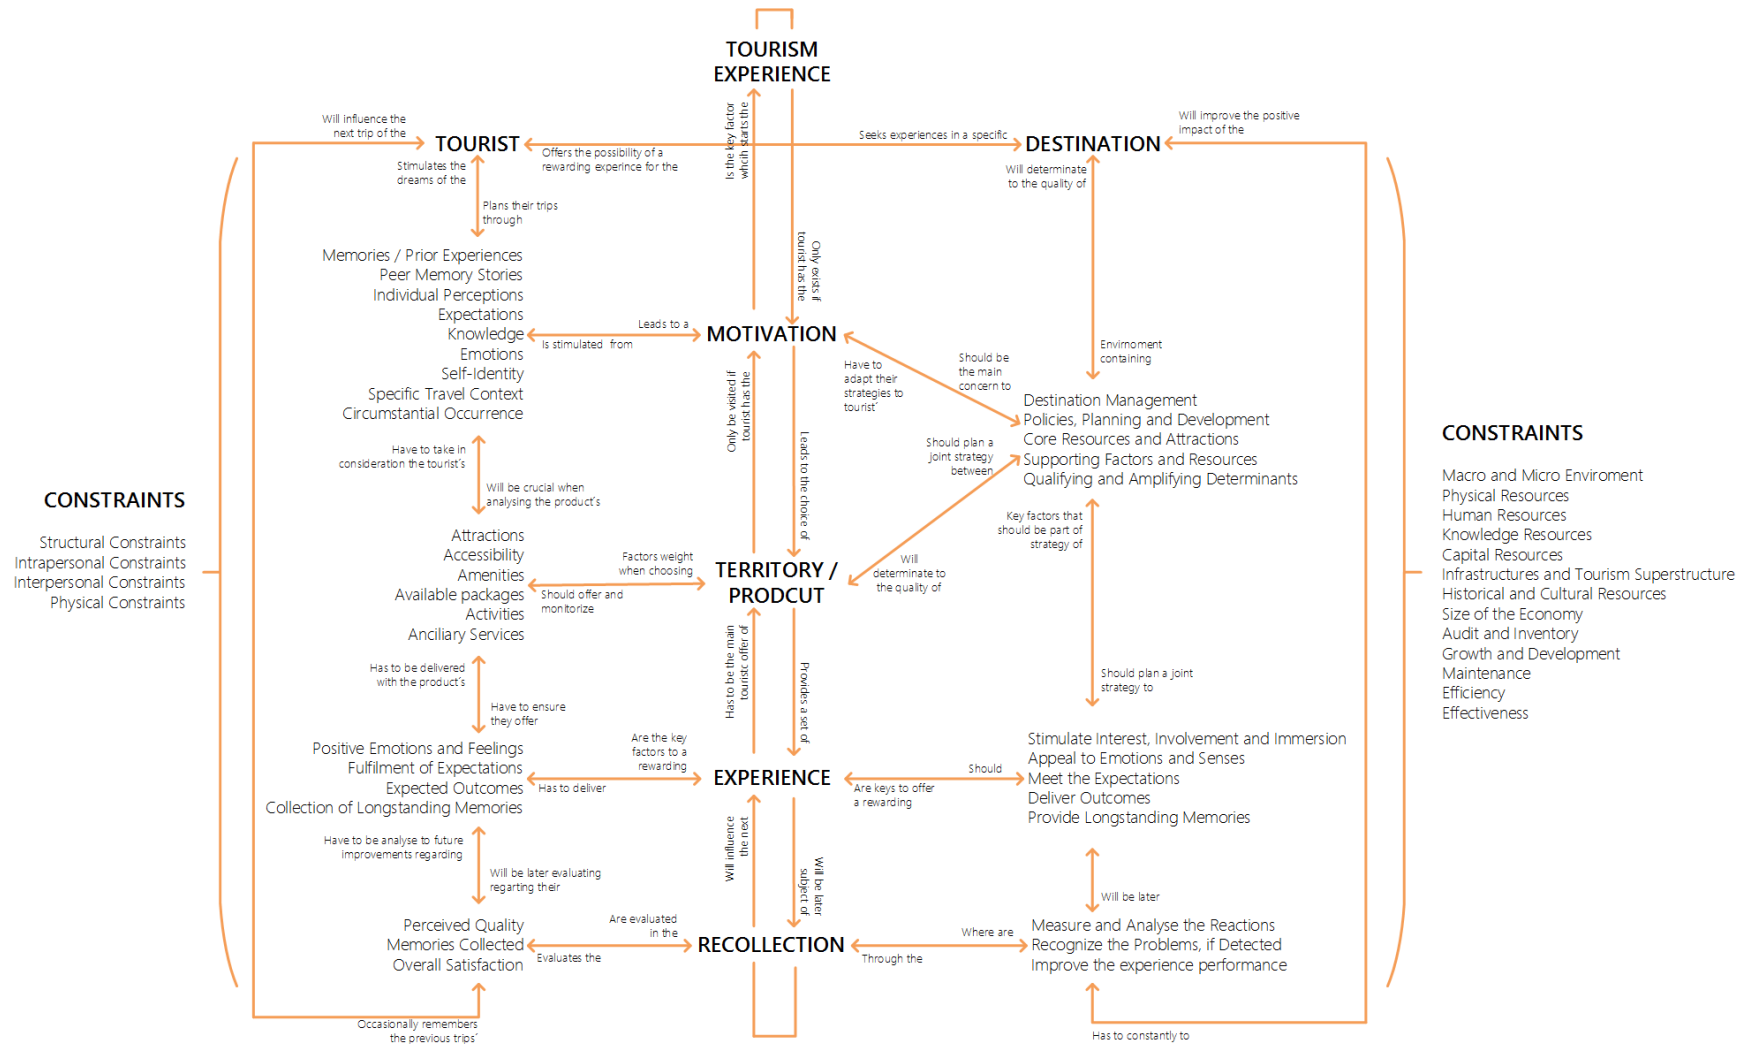 TOURISM
EXPERIENCE
Will influence the
next trip of the
TOURIST
Offers the possibility of a
rewarding experince for the
Seeks experiences in a specific
DESTINATION
Will improve the positive
impact of the
Is the key factor
whcih starts the
Only exists if
tourist has the
Stimulates the
dreams of the
Plans their trips
through
Will determinate
to the quality of
Envirnoment
containing
Memories / Prior Experiences
Peer Memory Stories
Individual Perceptions
Expectations
Knowledge
Emotions
Self-Identity
Specific Travel Context
Circumstantial Occurrence
Leads to a
Is stimulated from
MOTIVATION
Have to
adapt their
strategies to
tourist´
Should be
the main
concern to
Destination Management
Policies, Planning and Development
Core Resources and Attractions
Supporting Factors and Resources
Qualifying and Amplifying Determinants
Only be visited if
tourist has the
Leads to the choice of
Should plan a
joint strategy
between
Have to take in
consideration the tourist´s
Will be crucial when
analysing the product´s
Key factors that
should be part of
strategy of
CONSTRAINTS
Structural Constraints
Intrapersonal Constraints
Interpersonal Constraints
Physical Constraints
CONSTRAINTS
Macro and Micro Enviroment
Physical Resources
Human Resources
Knowledge Resources
Capital Resources
Infrastructures and Tourism Superstructure
Historical and Cultural Resources
Size of the Economy
Audit and Inventory
Growth and Development
Maintenance
Efficiency
Effectiveness
Attractions
Accessibility
Amenities
Available packages
Activities
Anciliary Services
Factors weight
when choosing
Should offer and
monitorize
TERRITORY /
PRODCUT
Will
determinate to
the quality of
Has to be the main
touristc offer of
Provides a set of
Has to be delivered
with the product´s
Have to ensure
they offer
Should plan a joint
strategy to
Positive Emotions and Feelings
Fulfilment of Expectations
Expected Outcomes
Collection of Longstanding Memories
Are the key
factors to a
rewarding
Has to deliver
EXPERIENCE
Should
Are keys to offer
a rewarding
Stimulate Interest, Involvement and Immersion
Appeal to Emotions and Senses
Meet the Expectations
Deliver Outcomes
Provide Longstanding Memories
Will influence
the next
Will be later
subject of
Have to be analyse to future
improvements regarding
Will be later evaluating
regarting their
Will be later
Perceived Quality
Memories Collected
Overall Satisfaction
Are evaluated
in the
Evaluates the
RECOLLECTION
Where are
Through the
Measure and Analyse the Reactions
Recognize the Problems, if Detected
Improve the experience performance
Occasionally remembers
the previous trips´
Has to constantly to